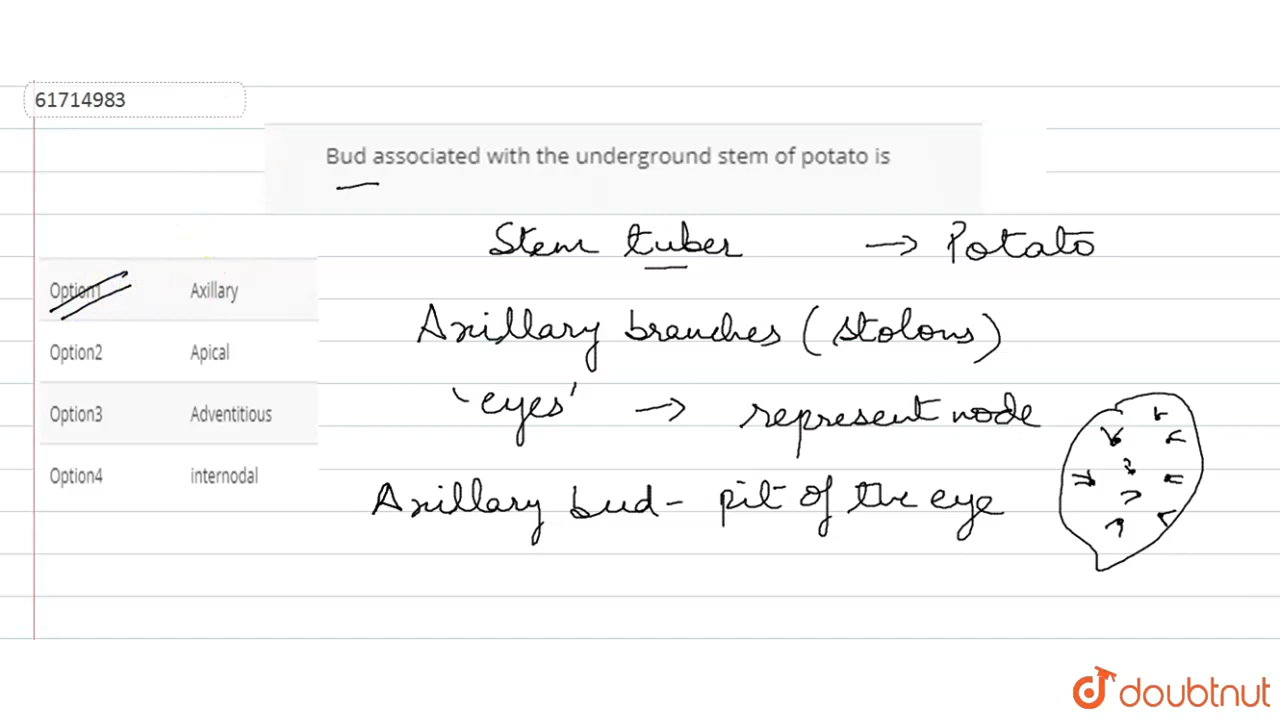 61714983
Bud associated with the underground stem of potato is
Stem tuber → Potato
Option1 Axillary
Axillary branches (stolons)
Option2 Apical
'eyes' → represent node
Option3 Adventitious
Option4 internodal
Axillary bud - pit of the eye
doubtnut